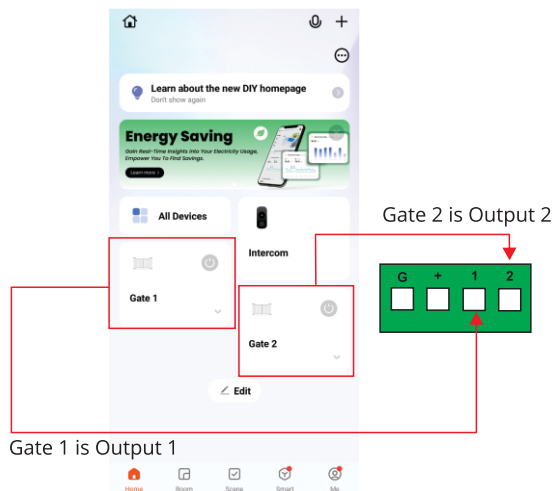 Learn about the new DIY homepage
Don't show again
Energy Saving
Gain Real-Time Insights into Your Electricity Usage,
Empower You To Find Savings.
Learn more >
All Devices
Intercom
Gate 1
Gate 2
Edit
Home Room Scene Smart Me
Gate 2 is Output 2
G + 1 2
Gate 1 is Output 1